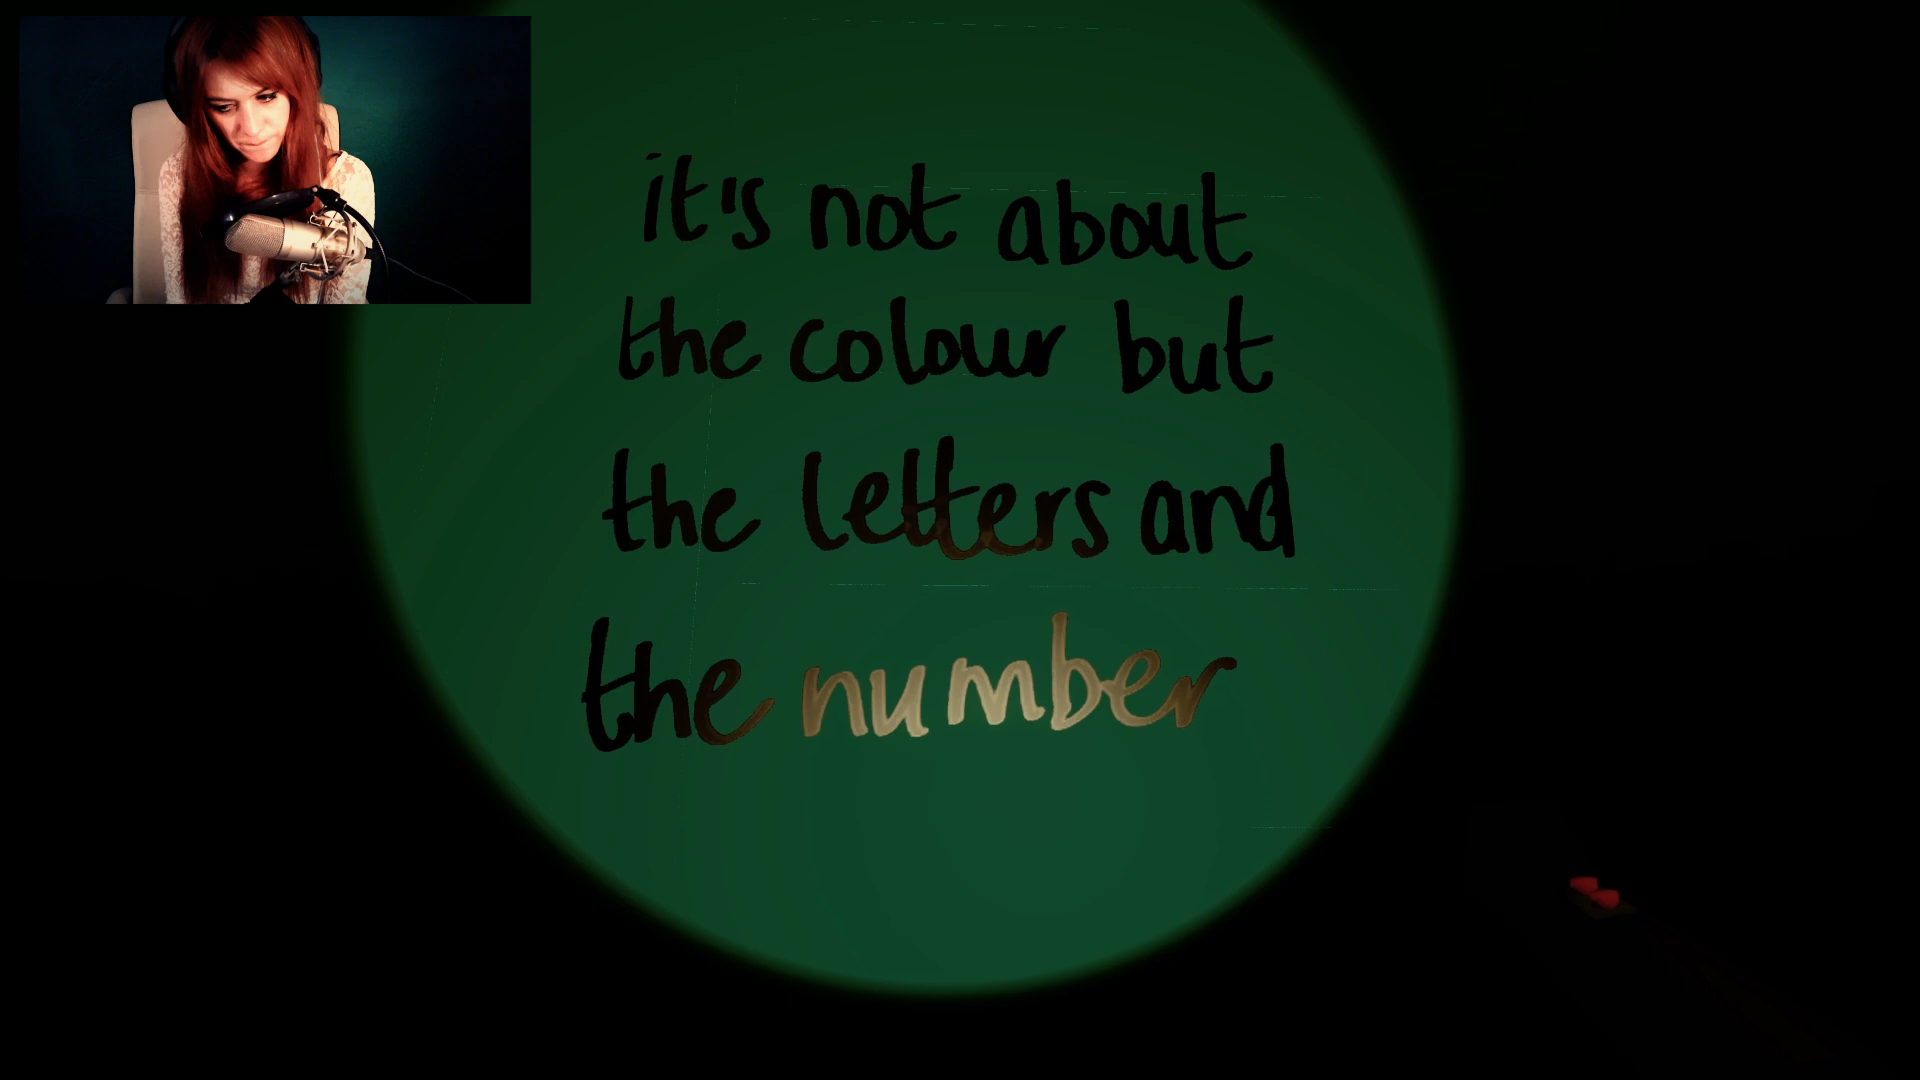 it's not about
the colour but
the letters and
the number